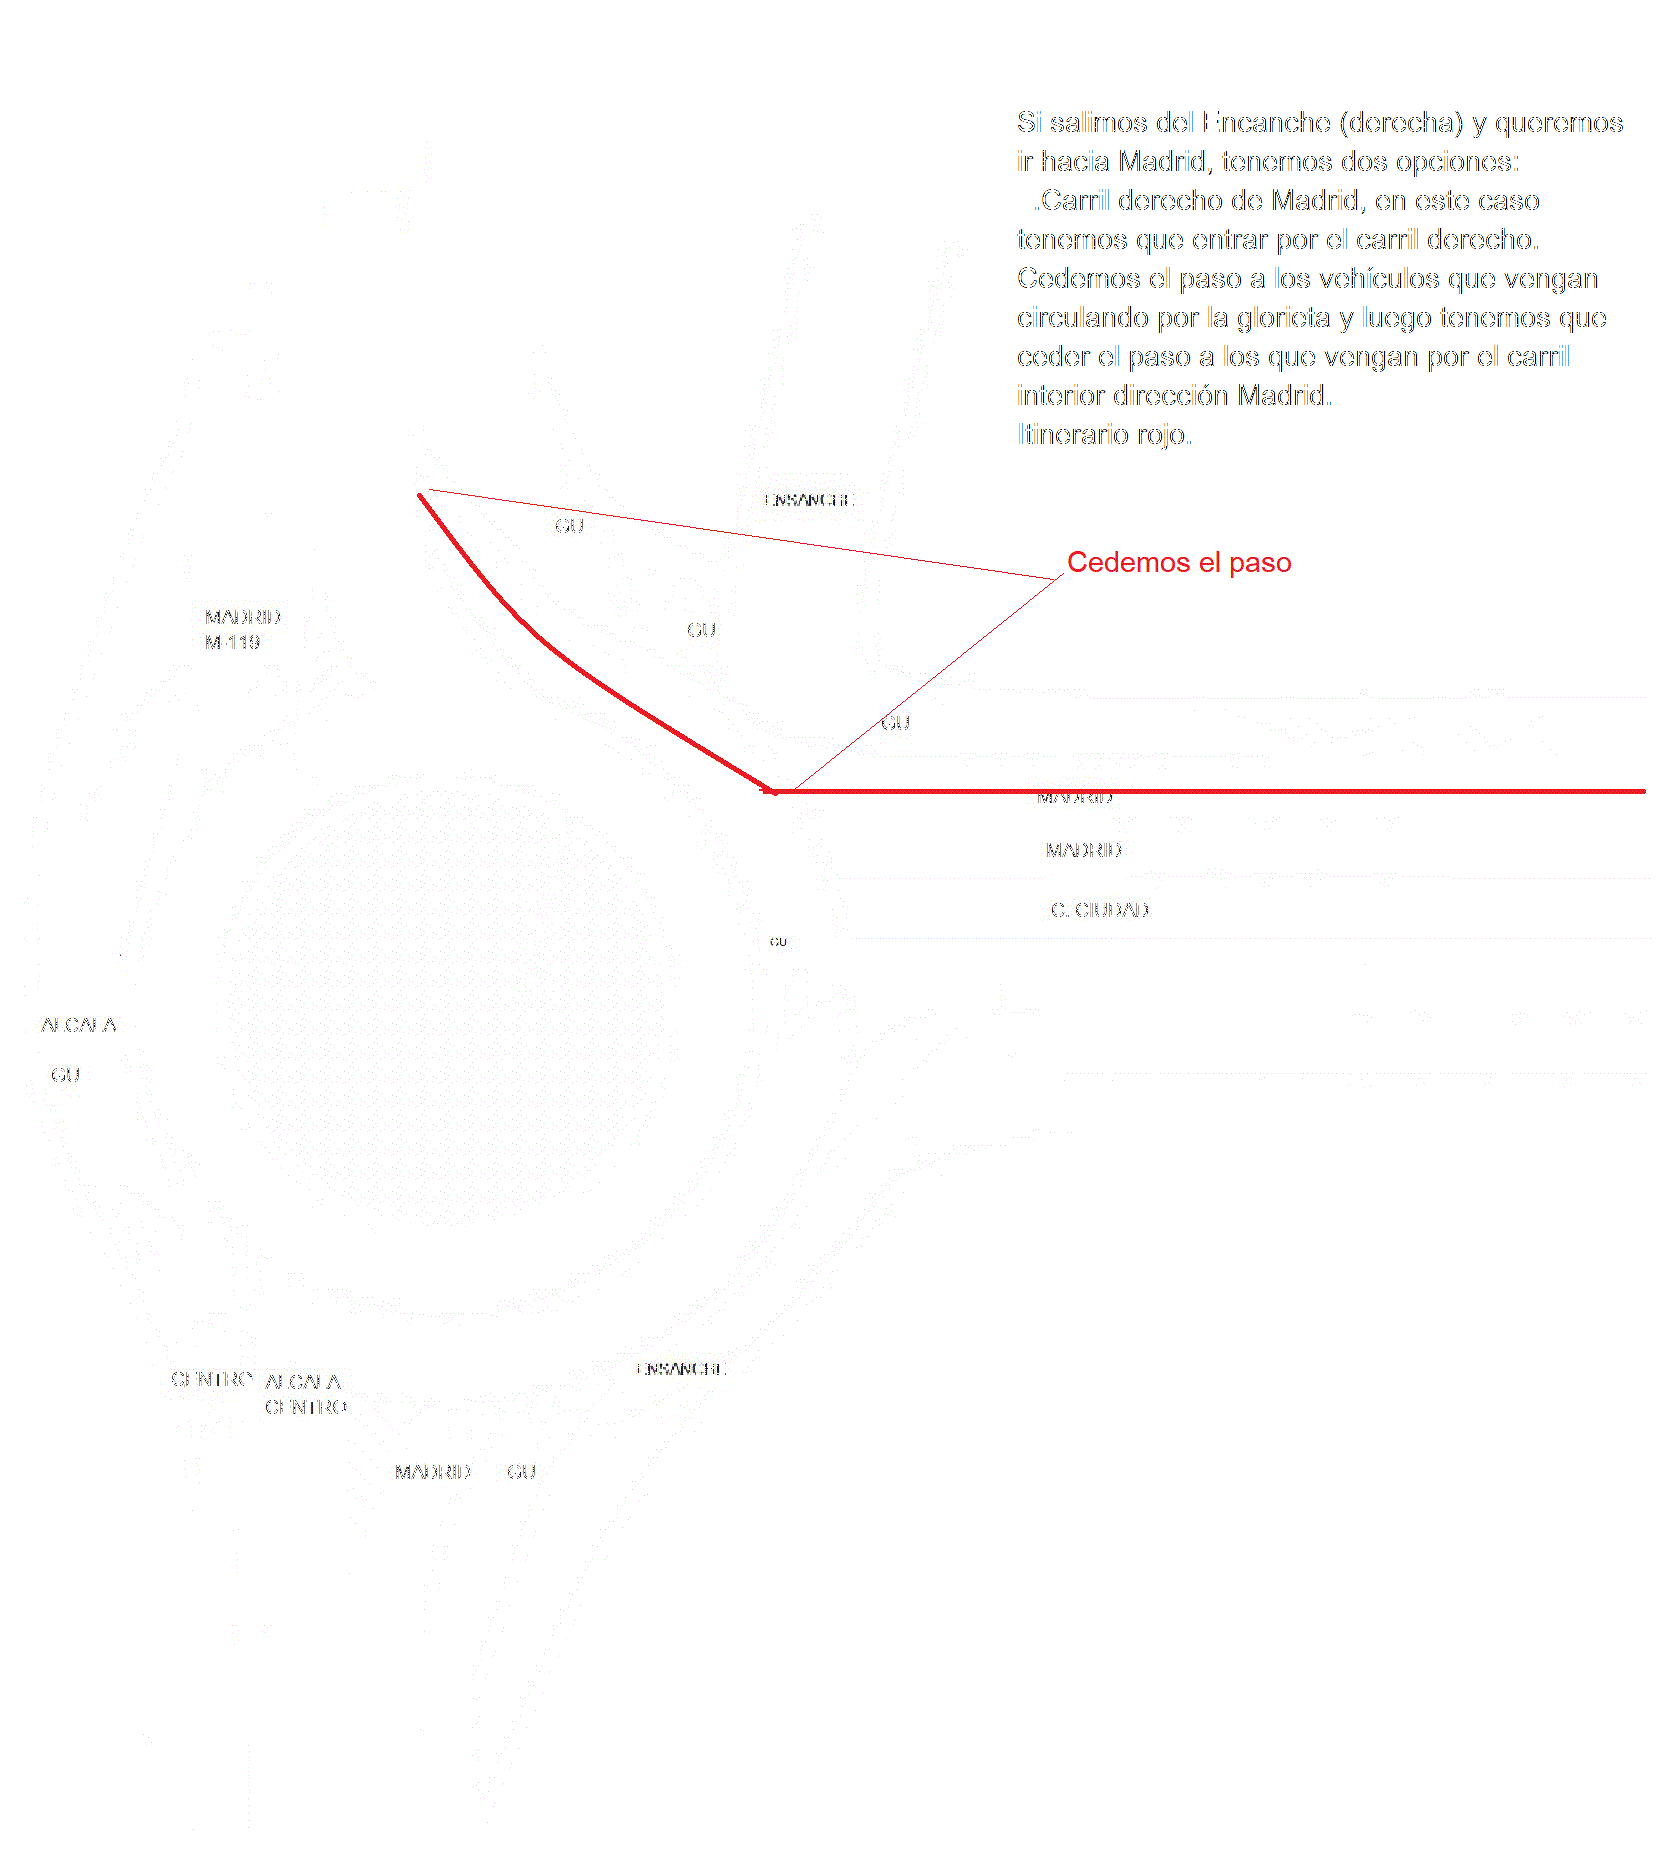 Si salimos del Encanche (derecha) y queremos
ir hacia Madrid, tenemos dos opciones:
.Carril derecho de Madrid, en este caso
tenemos que entrar por el carril derecho.
Cedemos el paso a los vehículos que vengan
circulando por la glorieta y luego tenemos que
ceder el paso a los que vengan por el carril
interior dirección Madrid.
Itinerario rojo.
ENSANCHE
GU
Cedemos el paso
MADRID
M-119
GU
GU
MADRID
MADRID
C. CIUDAD
GU
ALCALA
GU
ENSANCHE
CENTRO
ALCALA
CENTRO
MADRID
GU